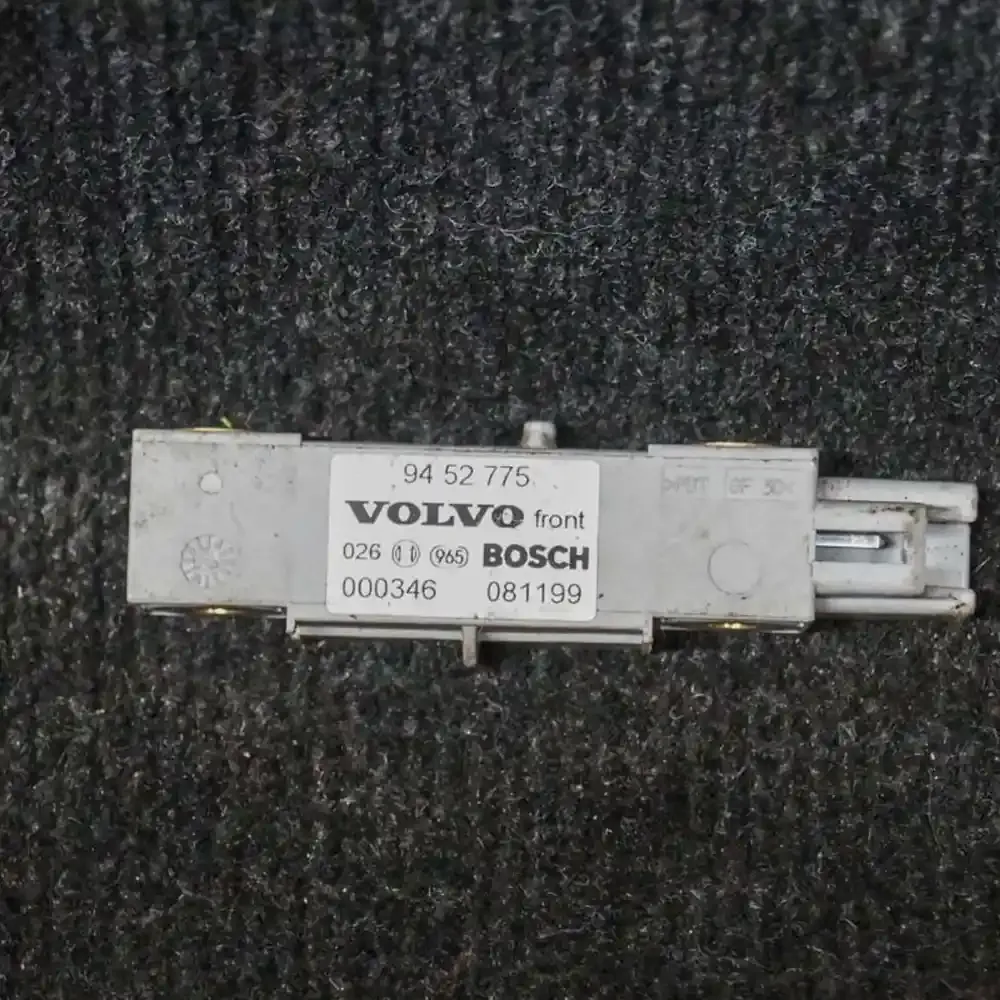 94 52 775
VOLVO front
026 965 BOSCH
000346 081199